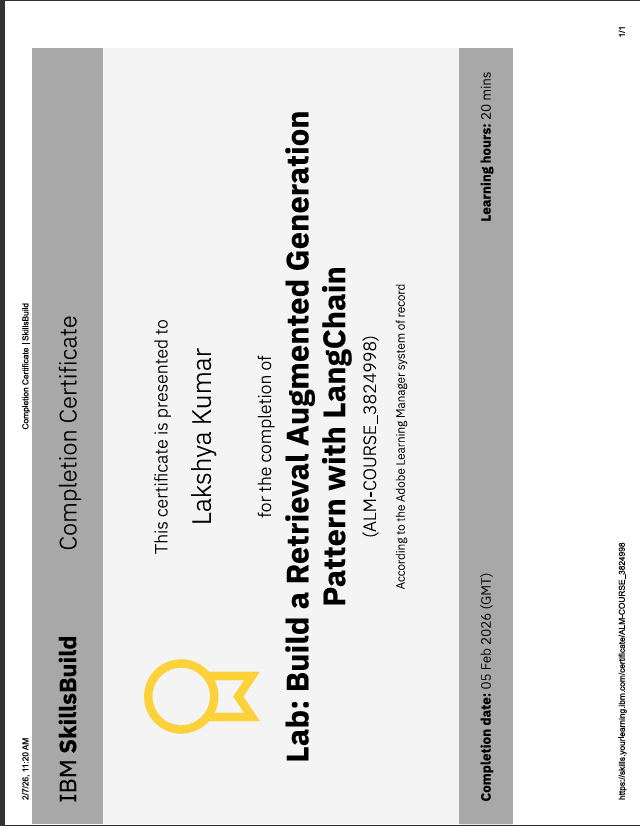 2/7/26, 11:20 AM
Completion Certificate | SkillsBuild
IBM SkillsBuild
Completion Certificate
This certificate is presented to
Lakshya Kumar
for the completion of
Lab: Build a Retrieval Augmented Generation
Pattern with LangChain
(ALM-COURSE_3824998)
According to the Adobe Learning Manager system of record
Completion date: 05 Feb 2026 (GMT)
Learning hours: 20 mins
https://skills.yourlearning.ibm.com/certificate/ALM-COURSE_3824998
1/1